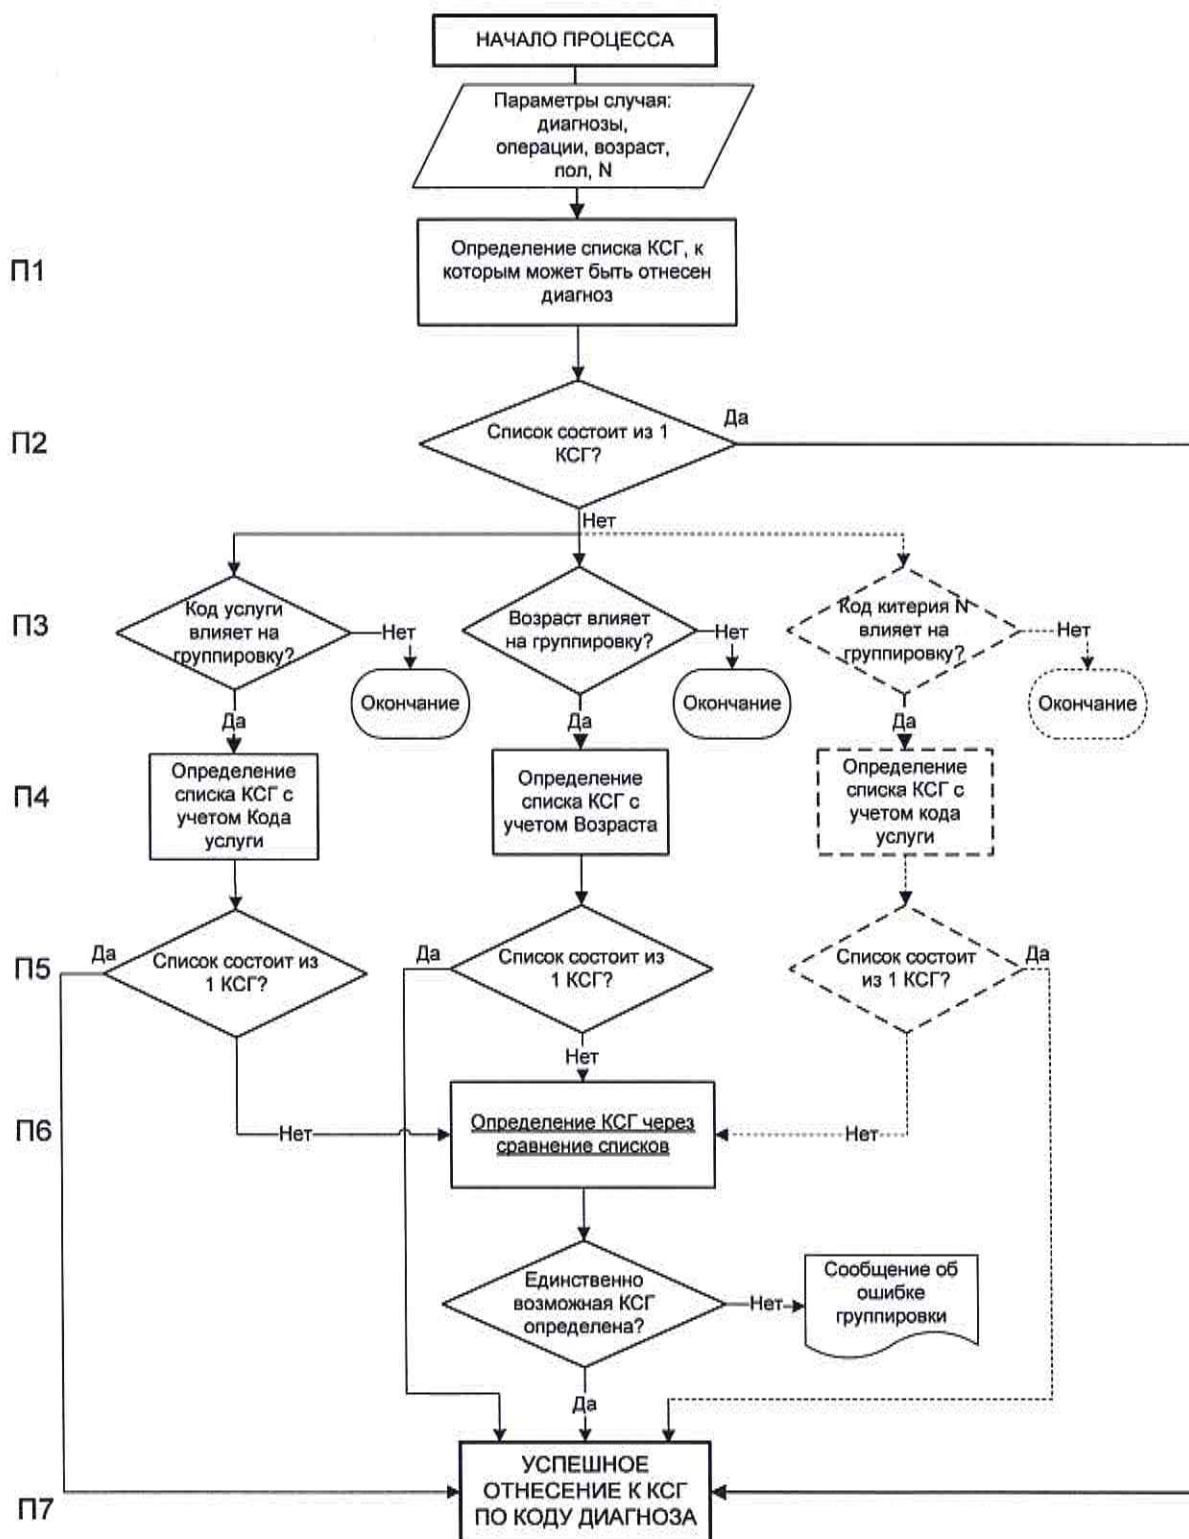 НАЧАЛО ПРОЦЕССА
Параметры случая:
диагнозы,
операции, возраст,
пол, N
П1
Определение списка КСГ, к
которым может быть отнесен
диагноз
П2
Список состоит из 1
КСГ?
Да
Нет
П3
Код услуги
влияет на
группировку?
Нет
Окончание
Да
Возраст влияет
на группировку?
Нет
Окончание
Да
Код китерия N
влияет на
группировку?
Нет
Окончание
Да
П4
Определение
списка КСГ с
учетом Кода
услуги
Определение
списка КСГ с
учетом Возраста
Определение
списка КСГ с
учетом кода
услуги
П5
Да
Список состоит из
1 КСГ?
Да
Список состоит из
1 КСГ?
Нет
Список состоит
из 1 КСГ?
Да
П6
Нет
Определение КСГ через
сравнение списков
Нет
Единственно
возможная КСГ
определена?
Нет
Сообщение об
ошибке
группировки
Да
П7
УСПЕШНОЕ
ОТНЕСЕНИЕ К КСГ
ПО КОДУ ДИАГНОЗА